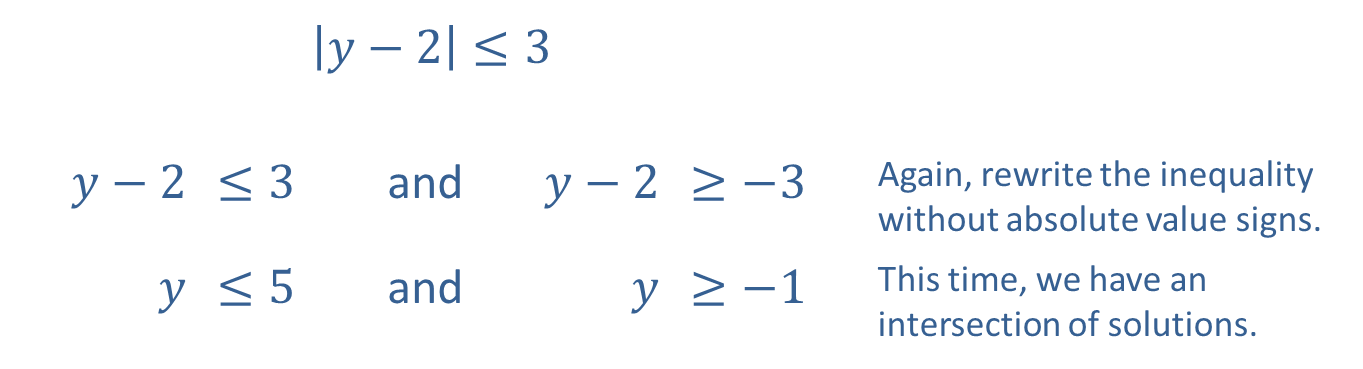 |y − 2| ≤ 3
y − 2 ≤ 3 and y − 2 ≥ −3 Again, rewrite the inequality
without absolute value signs.
y ≤ 5 and y ≥ −1 This time, we have an
intersection of solutions.